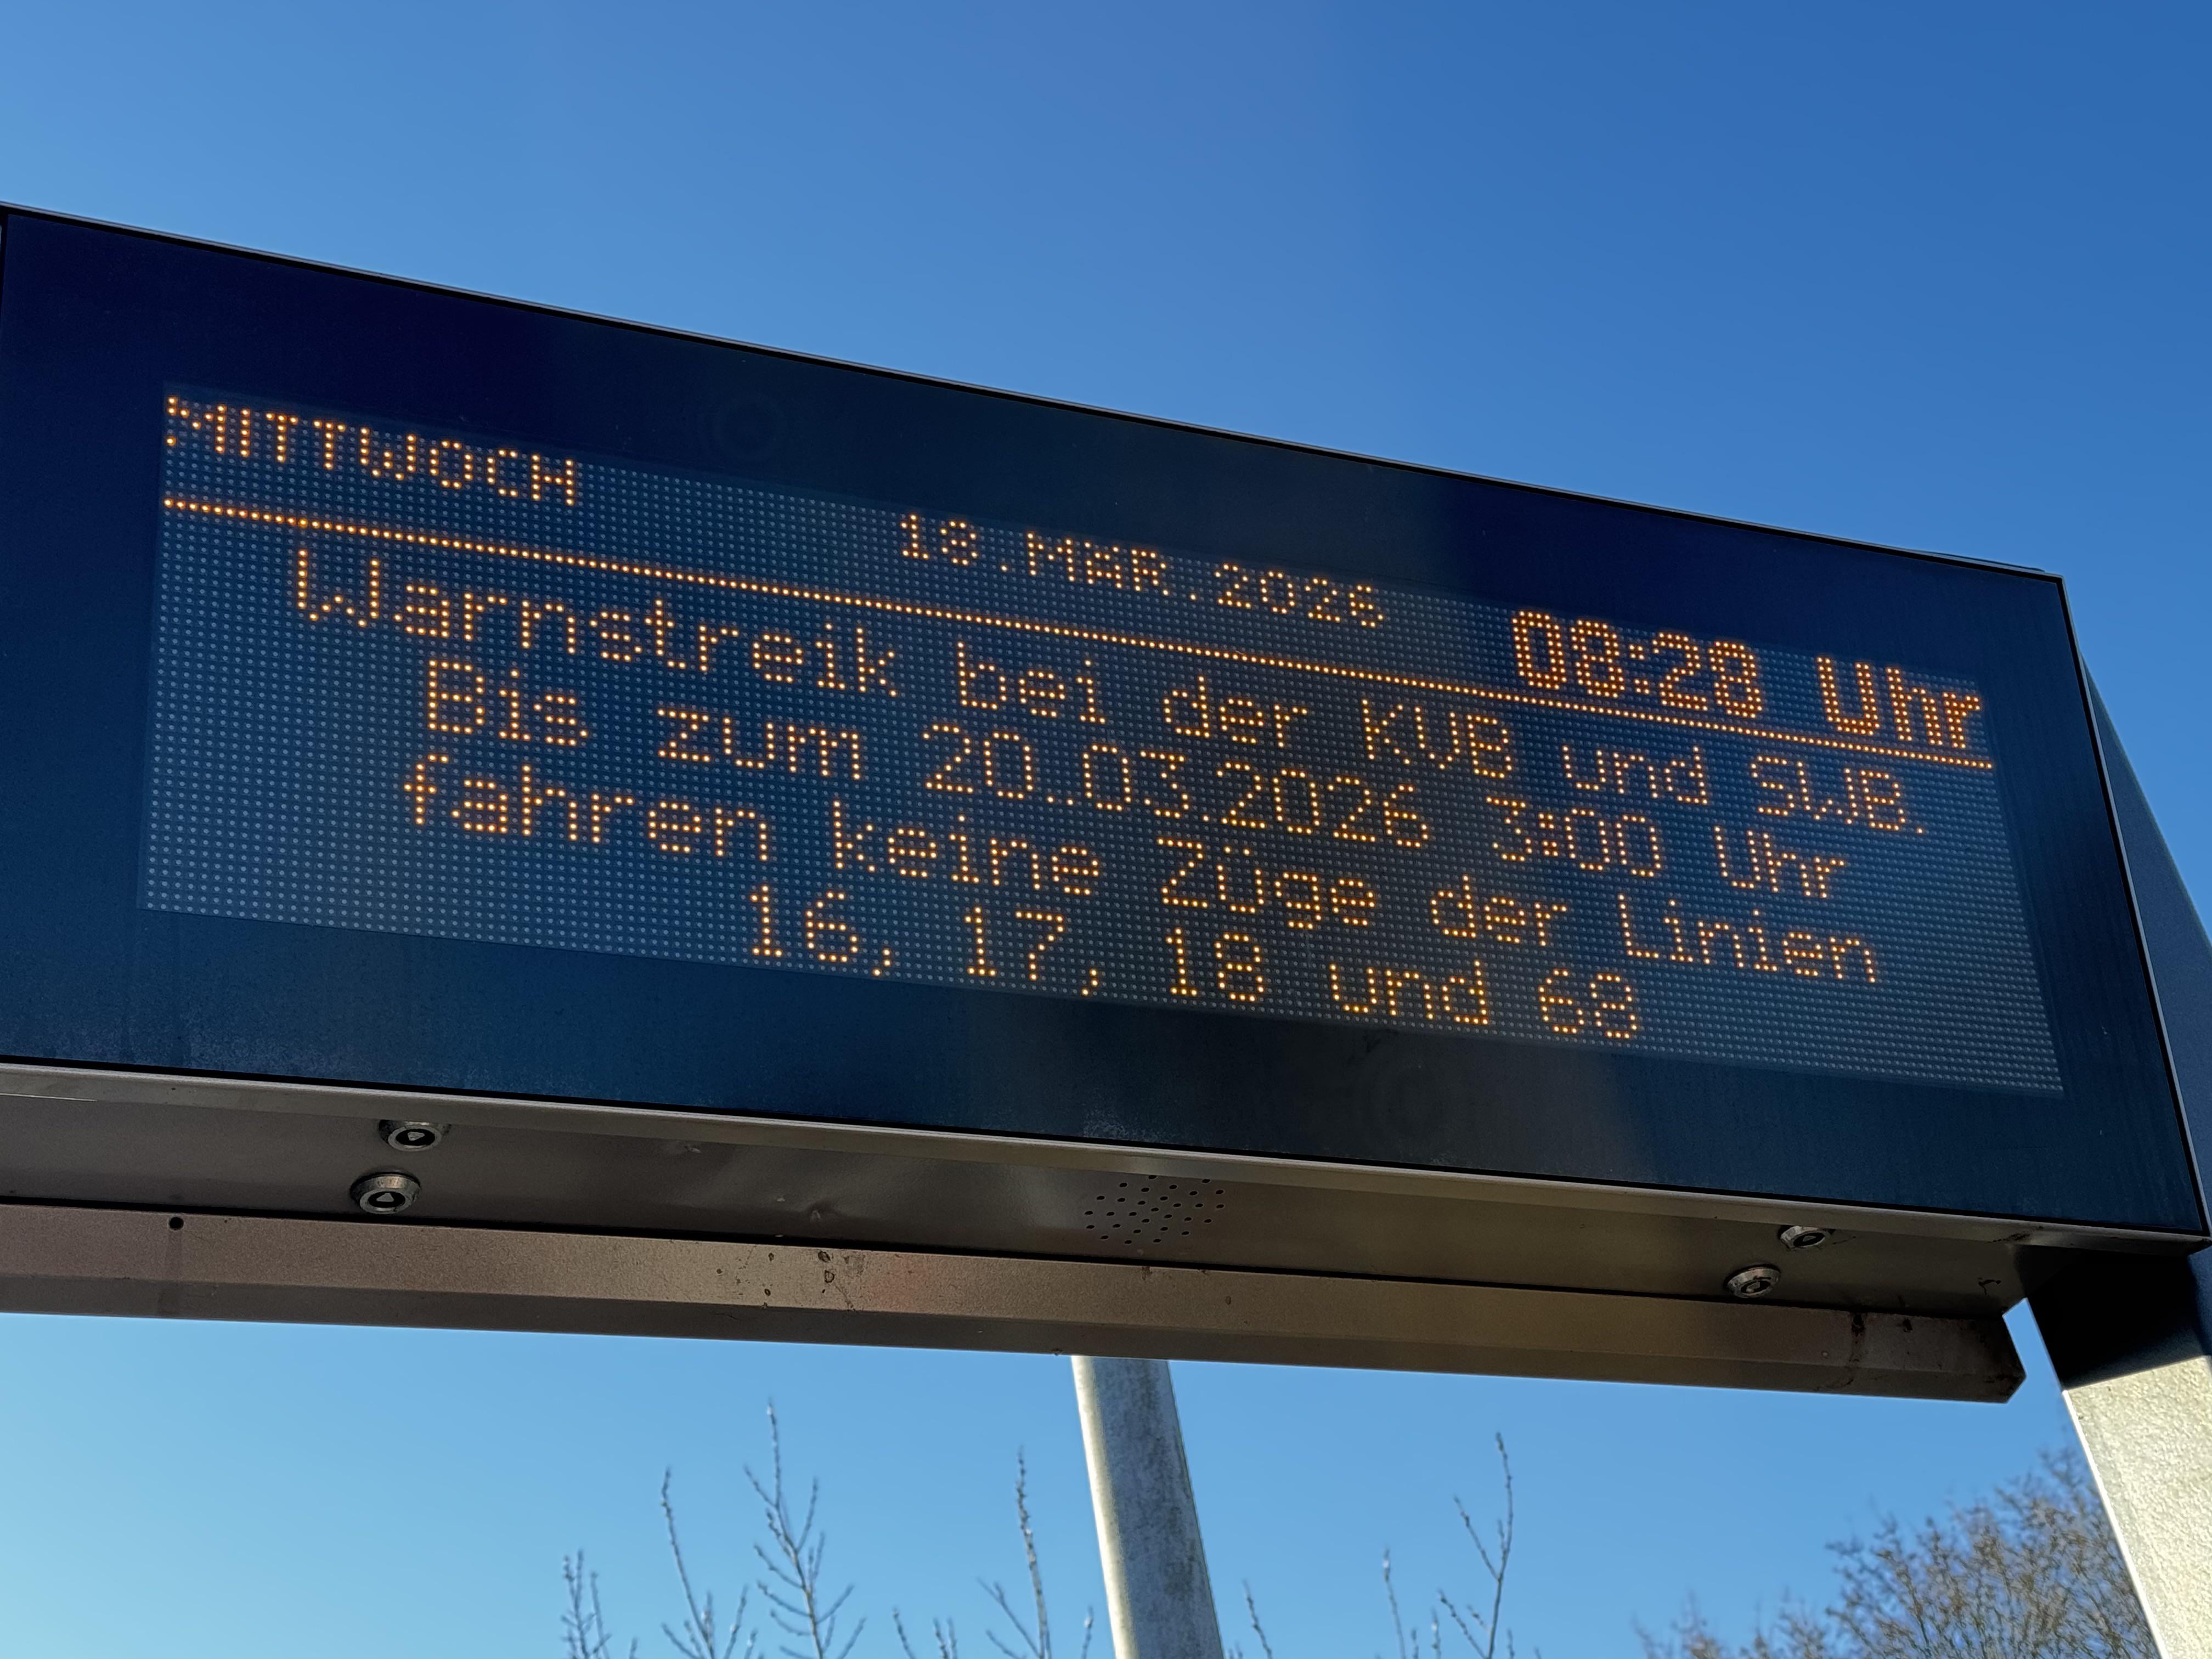 MITTWOCH 18.MÄR.2026 08:28 Uhr
Warnstreik bei der KVB und SWB.
Bis zum 20.03.2026 3:00 Uhr
fahren keine Züge der Linien
16, 17, 18 und 68